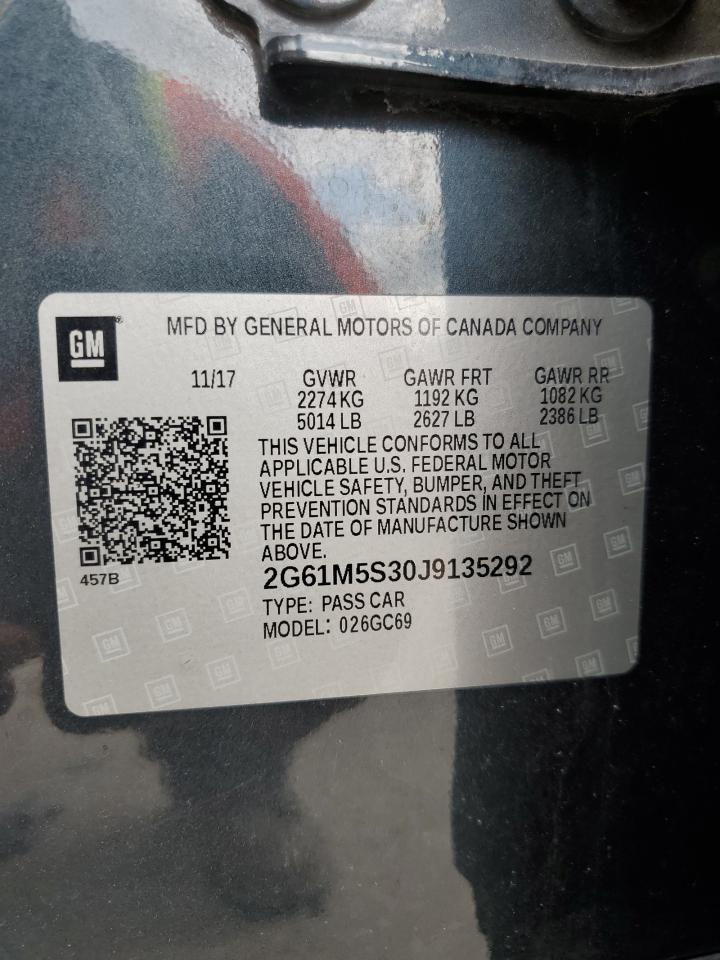 GM
MFD BY GENERAL MOTORS OF CANADA COMPANY
11/17 GVWR GAWR FRT GAWR RR
2274 KG 1192 KG 1082 KG
5014 LB 2627 LB 2386 LB
THIS VEHICLE CONFORMS TO ALL
APPLICABLE U.S. FEDERAL MOTOR
VEHICLE SAFETY, BUMPER, AND THEFT
PREVENTION STANDARDS IN EFFECT ON
THE DATE OF MANUFACTURE SHOWN
ABOVE.
457B
2G61M5S30J9135292
TYPE: PASS CAR
MODEL: 026GC69